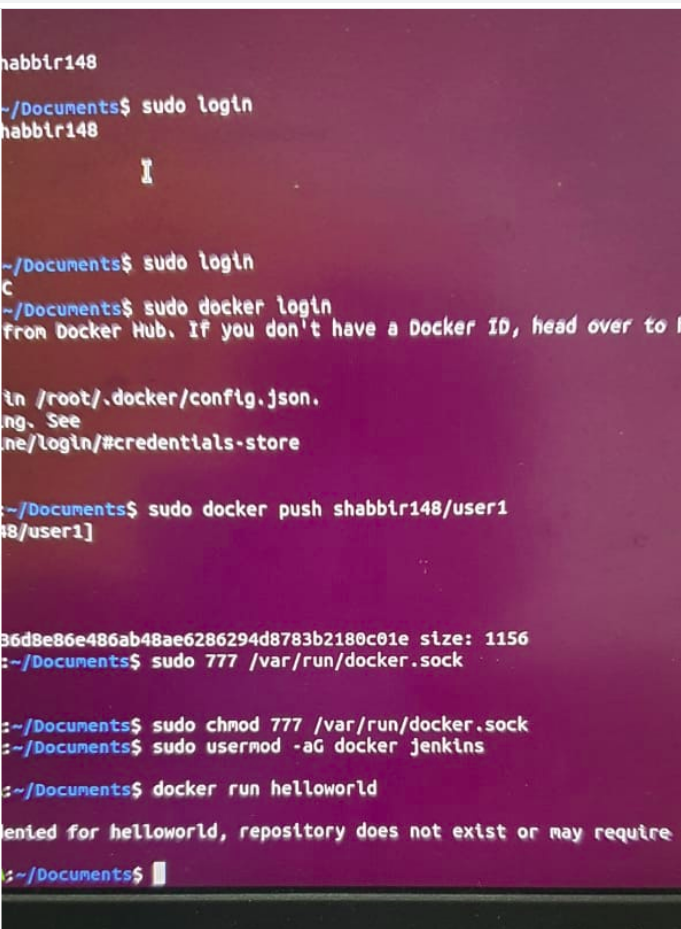 habbir148
~/Documents$ sudo login
habbir148
~/Documents$ sudo login
C
~/Documents$ sudo docker login
from Docker Hub. If you don't have a Docker ID, head over to
in /root/.docker/config.json.
ng. See
ne/login/#credentials-store
:~/Documents$ sudo docker push shabbir148/user1
48/user1]
36d8e86e486ab48ae6286294d8783b2180c01e size: 1156
:~/Documents$ sudo 777 /var/run/docker.sock
:~/Documents$ sudo chmod 777 /var/run/docker.sock
:~/Documents$ sudo usermod -aG docker jenkins
:~/Documents$ docker run helloworld
denied for helloworld, repository does not exist or may require
:~/Documents$